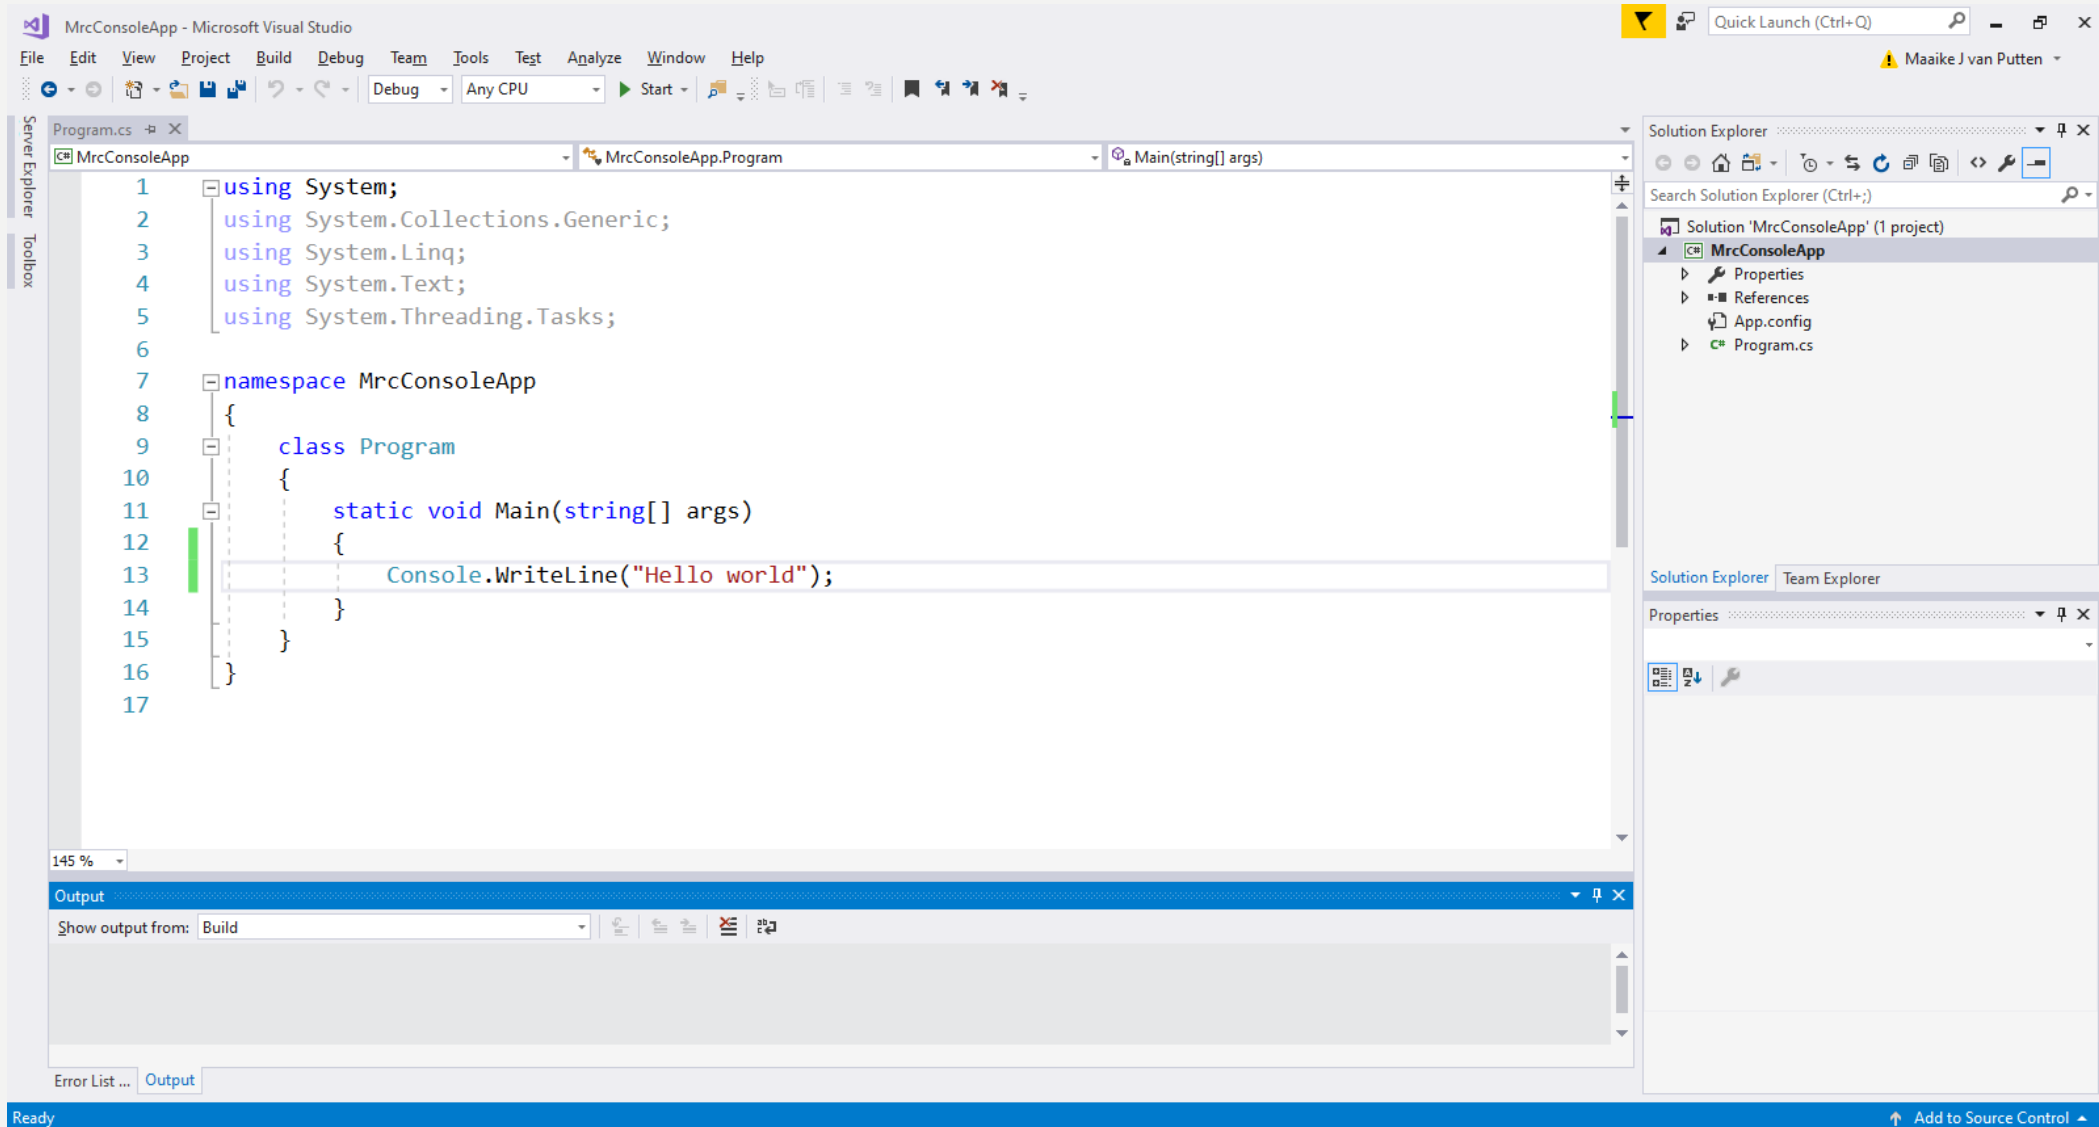 MrcConsoleApp - Microsoft Visual Studio
Quick Launch (Ctrl+Q)
File Edit View Project Build Debug Team Tools Test Analyze Window Help
Maaike J van Putten
Debug Any CPU Start
Server Explorer
Toolbox
Program.cs
MrcConsoleApp MrcConsoleApp.Program Main(string[] args)
1 using System;
2 using System.Collections.Generic;
3 using System.Linq;
4 using System.Text;
5 using System.Threading.Tasks;
6
7 namespace MrcConsoleApp
8 {
9 class Program
10 {
11 static void Main(string[] args)
12 {
13 Console.WriteLine("Hello world");
14 }
15 }
16 }
17
145 %
Output
Show output from: Build
Error List ... Output
Solution Explorer
Search Solution Explorer (Ctrl+;)
Solution 'MrcConsoleApp' (1 project)
C# MrcConsoleApp
Properties
References
App.config
C# Program.cs
Solution Explorer Team Explorer
Properties
Ready
Add to Source Control